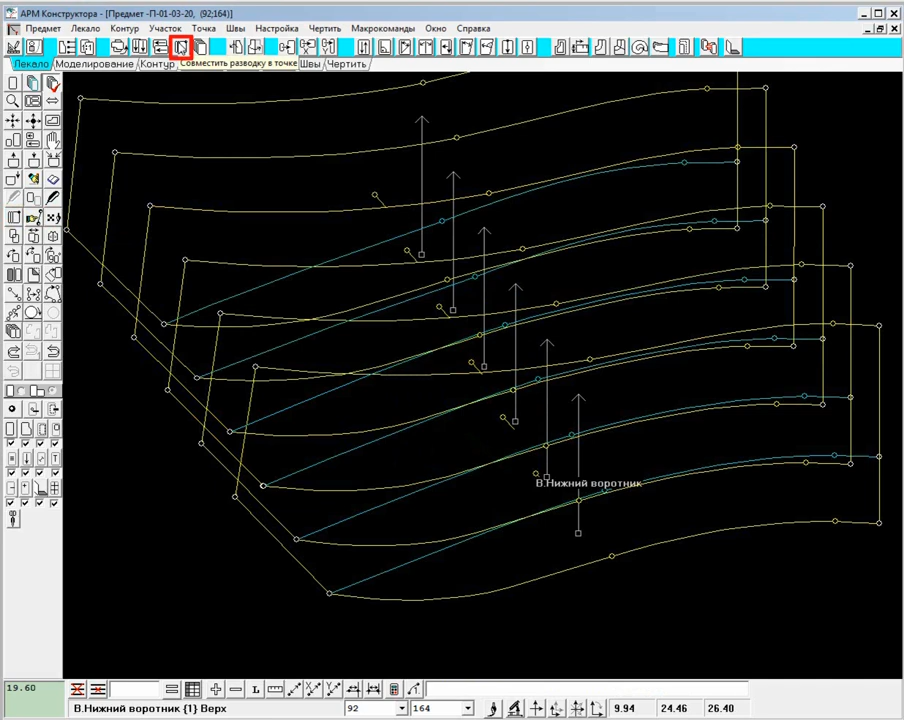 АРМ Конструктора - [Предмет -П-01-03-20, (92;164)]
Предмет Лекало Контур Участок Точка Швы Настройка Чертить Макрокоманды Окно Справка
Лекало Моделирование Контур Совместить разводку в точке Швы Чертить
В.Нижний воротник
19.60
L
В.Нижний воротник {1} Верх 92 164 9.94 24.46 26.40